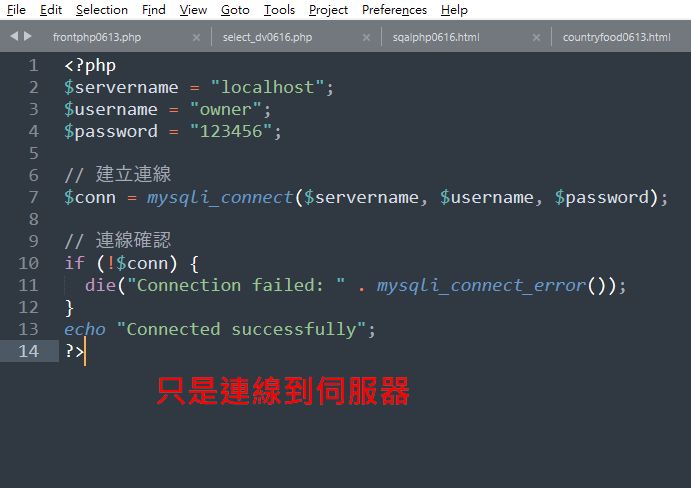 File Edit Selection Find View Goto Tools Project Preferences Help
frontphp0613.php × select_dv0616.php × sqalphp0616.html × countryfood0613.html
1 <?php
2 $servername = "localhost";
3 $username = "owner";
4 $password = "123456";
5
6 // 建立連線
7 $conn = mysqli_connect($servername, $username, $password);
8
9 // 連線確認
10 if (!$conn) {
11   die("Connection failed: " . mysqli_connect_error());
12 }
13 echo "Connected successfully";
14 ?>
只是連線到伺服器